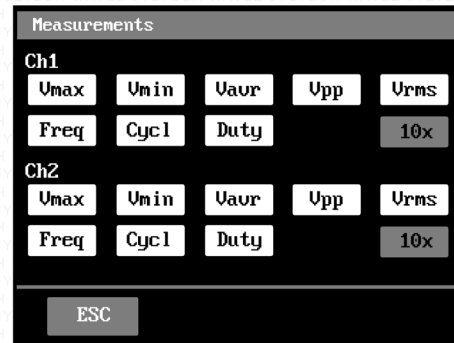 Measurements
Ch1
Vmax Vmin Vavr Vpp Vrms
Freq Cycl Duty 10x
Ch2
Vmax Vmin Vavr Vpp Vrms
Freq Cycl Duty 10x
ESC